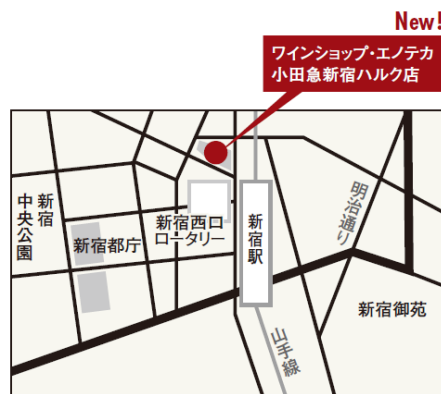 New!
ワインショップ・エノテカ
小田急新宿ハルク店
新宿
中央公園
新宿都庁
新宿西口
ロータリー
新宿駅
明治通り
新宿御苑
山手線